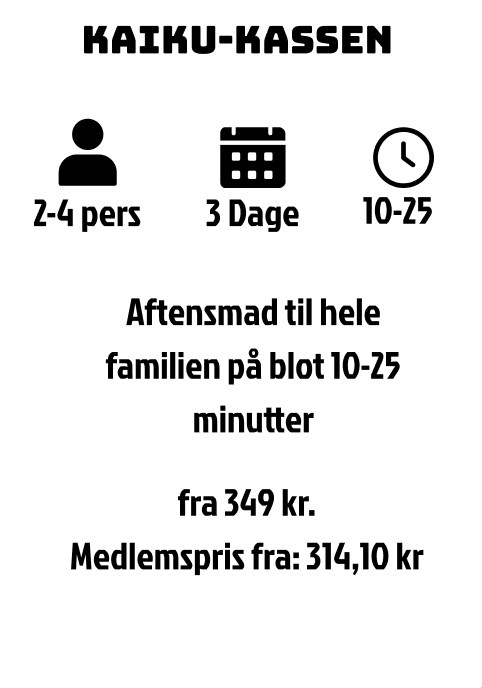 KAIKU-KASSEN
2-4 pers
3 Dage
10-25
Aftensmad til hele
familien på blot 10-25
minutter
fra 349 kr.
Medlemspris fra: 314,10 kr